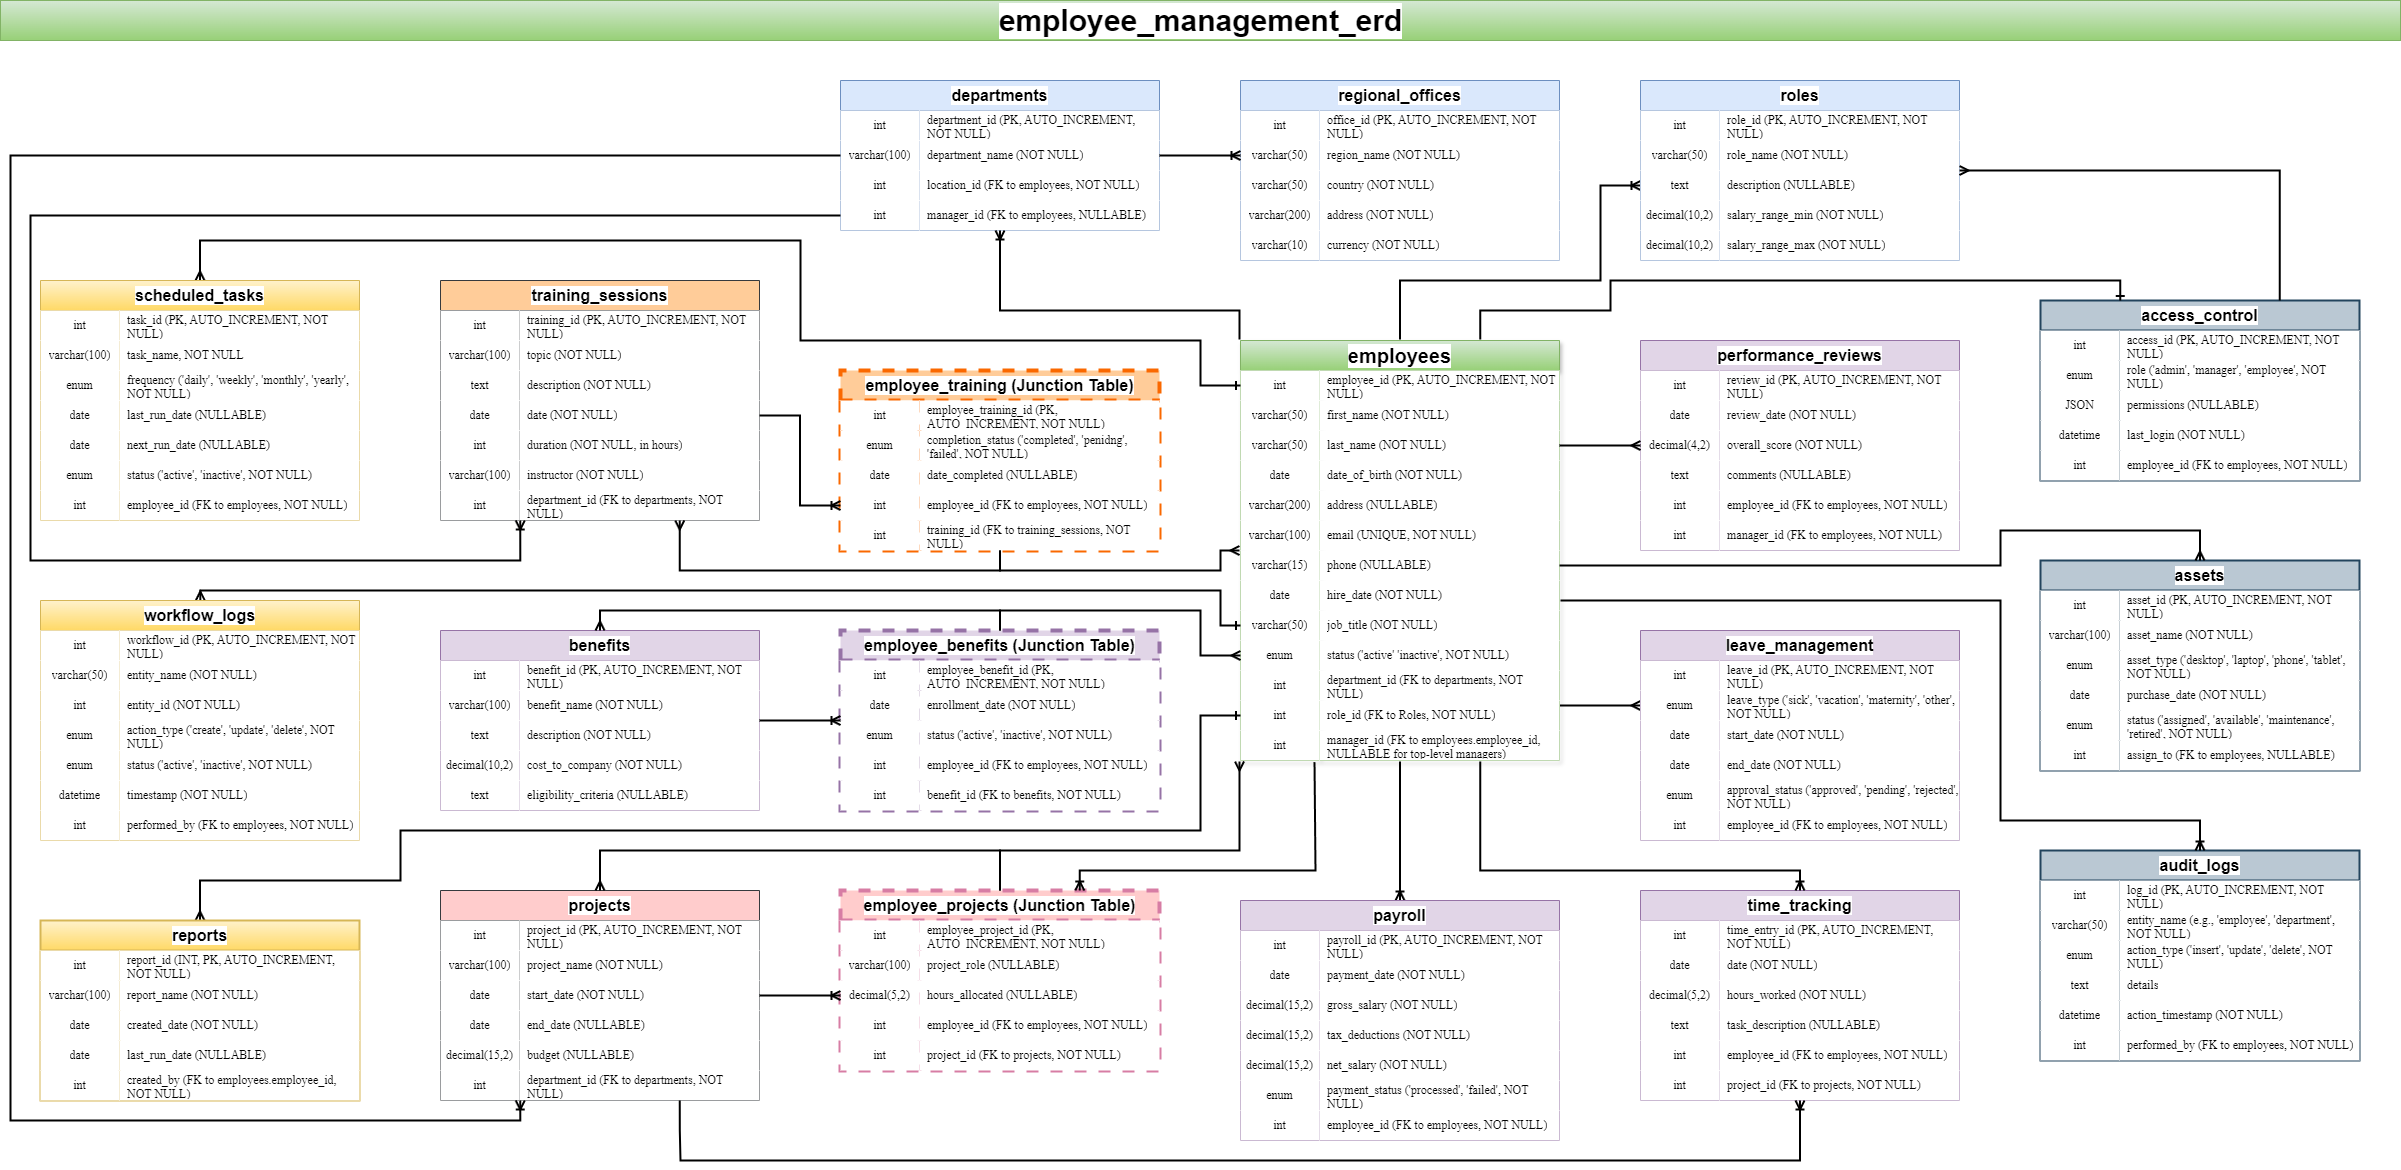 employee_management_erd
departments
int
department_id (PK, AUTO_INCREMENT,
NOT NULL)
varchar(100)
department_name (NOT NULL)
int
location_id (FK to employees, NOT NULL)
int
manager_id (FK to employees, NULLABLE)
regional_offices
int
office_id (PK, AUTO_INCREMENT, NOT
NULL)
varchar(50)
region_name (NOT NULL)
varchar(50)
country (NOT NULL)
varchar(200)
address (NOT NULL)
varchar(10)
currency (NOT NULL)
roles
int
role_id (PK, AUTO_INCREMENT, NOT
NULL)
varchar(50)
role_name (NOT NULL)
text
description (NULLABLE)
decimal(10,2)
salary_range_min (NOT NULL)
decimal(10,2)
salary_range_max (NOT NULL)
scheduled_tasks
int
task_id (PK, AUTO_INCREMENT, NOT
NULL)
varchar(100)
task_name, NOT NULL
enum
frequency ('daily', 'weekly', 'monthly', 'yearly',
NOT NULL)
date
last_run_date (NULLABLE)
date
next_run_date (NULLABLE)
enum
status ('active', 'inactive', NOT NULL)
int
employee_id (FK to employees, NOT NULL)
training_sessions
int
training_id (PK, AUTO_INCREMENT, NOT
NULL)
varchar(100)
topic (NOT NULL)
text
description (NOT NULL)
date
date (NOT NULL)
int
duration (NOT NULL, in hours)
varchar(100)
instructor (NOT NULL)
int
department_id (FK to departments, NOT
NULL)
employee_training (Junction Table)
int
employee_training_id (PK,
AUTO_INCREMENT, NOT NULL)
enum
completion_status ('completed', 'penidng',
'failed', NOT NULL)
date
date_completed (NULLABLE)
int
employee_id (FK to employees, NOT NULL)
int
training_id (FK to training_sessions, NOT
NULL)
employees
int
employee_id (PK, AUTO_INCREMENT, NOT
NULL)
varchar(50)
first_name (NOT NULL)
varchar(50)
last_name (NOT NULL)
date
date_of_birth (NOT NULL)
varchar(200)
address (NULLABLE)
varchar(100)
email (UNIQUE, NOT NULL)
varchar(15)
phone (NULLABLE)
date
hire_date (NOT NULL)
varchar(50)
job_title (NOT NULL)
enum
status ('active' 'inactive', NOT NULL)
int
department_id (FK to departments, NOT
NULL)
int
role_id (FK to Roles, NOT NULL)
int
manager_id (FK to employees.employee_id,
NULLABLE for top-level managers)
performance_reviews
int
review_id (PK, AUTO_INCREMENT, NOT
NULL)
date
review_date (NOT NULL)
decimal(4,2)
overall_score (NOT NULL)
text
comments (NULLABLE)
int
employee_id (FK to employees, NOT NULL)
int
manager_id (FK to employees, NOT NULL)
access_control
int
access_id (PK, AUTO_INCREMENT, NOT
NULL)
enum
role ('admin', 'manager', 'employee', NOT
NULL)
JSON
permissions (NULLABLE)
datetime
last_login (NOT NULL)
int
employee_id (FK to employees, NOT NULL)
workflow_logs
int
workflow_id (PK, AUTO_INCREMENT, NOT
NULL)
varchar(50)
entity_name (NOT NULL)
int
entity_id (NOT NULL)
enum
action_type ('create', 'update', 'delete', NOT
NULL)
enum
status ('active', 'inactive', NOT NULL)
datetime
timestamp (NOT NULL)
int
performed_by (FK to employees, NOT NULL)
benefits
int
benefit_id (PK, AUTO_INCREMENT, NOT
NULL)
varchar(100)
benefit_name (NOT NULL)
text
description (NOT NULL)
decimal(10,2)
cost_to_company (NOT NULL)
text
eligibility_criteria (NULLABLE)
employee_benefits (Junction Table)
int
employee_benefit_id (PK,
AUTO_INCREMENT, NOT NULL)
date
enrollment_date (NOT NULL)
enum
status ('active', 'inactive', NOT NULL)
int
employee_id (FK to employees, NOT NULL)
int
benefit_id (FK to benefits, NOT NULL)
leave_management
int
leave_id (PK, AUTO_INCREMENT, NOT
NULL)
enum
leave_type ('sick', 'vacation', 'maternity', 'other',
NOT NULL)
date
start_date (NOT NULL)
date
end_date (NOT NULL)
enum
approval_status ('approved', 'pending', 'rejected',
NOT NULL)
int
employee_id (FK to employees, NOT NULL)
assets
int
asset_id (PK, AUTO_INCREMENT, NOT
NULL)
varchar(100)
asset_name (NOT NULL)
enum
asset_type ('desktop', 'laptop', 'phone', 'tablet',
NOT NULL)
date
purchase_date (NOT NULL)
enum
status ('assigned', 'available', 'maintenance',
'retired', NOT NULL)
int
assign_to (FK to employees, NULLABLE)
reports
int
report_id (INT, PK, AUTO_INCREMENT,
NOT NULL)
varchar(100)
report_name (NOT NULL)
date
created_date (NOT NULL)
date
last_run_date (NULLABLE)
int
created_by (FK to employees.employee_id,
NOT NULL)
projects
int
project_id (PK, AUTO_INCREMENT, NOT
NULL)
varchar(100)
project_name (NOT NULL)
date
start_date (NOT NULL)
date
end_date (NULLABLE)
decimal(15,2)
budget (NULLABLE)
int
department_id (FK to departments, NOT
NULL)
employee_projects (Junction Table)
int
employee_project_id (PK,
AUTO_INCREMENT, NOT NULL)
varchar(100)
project_role (NULLABLE)
decimal(5,2)
hours_allocated (NULLABLE)
int
employee_id (FK to employees, NOT NULL)
int
project_id (FK to projects, NOT NULL)
payroll
int
payroll_id (PK, AUTO_INCREMENT, NOT
NULL)
date
payment_date (NOT NULL)
decimal(15,2)
gross_salary (NOT NULL)
decimal(15,2)
tax_deductions (NOT NULL)
decimal(15,2)
net_salary (NOT NULL)
enum
payment_status ('processed', 'failed', NOT
NULL)
int
employee_id (FK to employees, NOT NULL)
time_tracking
int
time_entry_id (PK, AUTO_INCREMENT,
NOT NULL)
date
date (NOT NULL)
decimal(5,2)
hours_worked (NOT NULL)
text
task_description (NULLABLE)
int
employee_id (FK to employees, NOT NULL)
int
project_id (FK to projects, NOT NULL)
audit_logs
int
log_id (PK, AUTO_INCREMENT, NOT
NULL)
varchar(50)
entity_name (e.g., 'employee', 'department',
NOT NULL)
enum
action_type ('insert', 'update', 'delete', NOT
NULL)
text
details
datetime
action_timestamp (NOT NULL)
int
performed_by (FK to employees, NOT NULL)